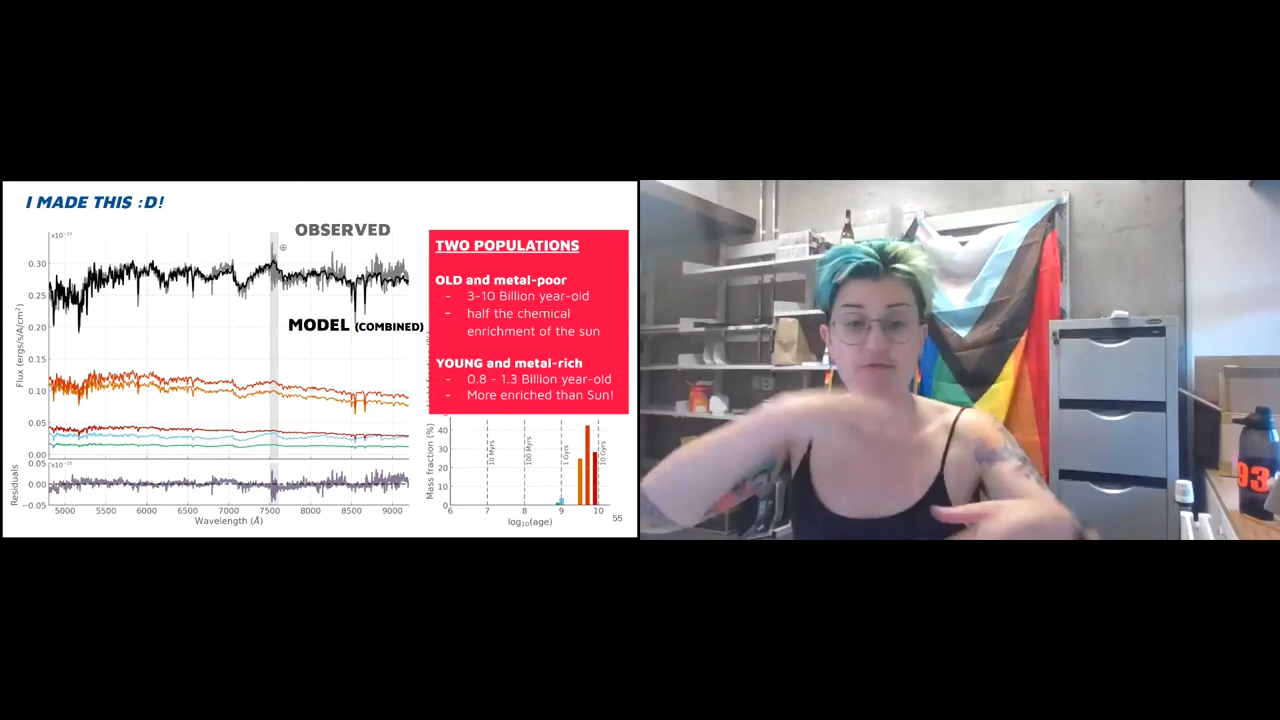 I MADE THIS :D!
OBSERVED
x10⁻¹⁵
0.30
0.25
0.20
0.15
0.10
0.05
0.00
Flux (ergs/s/A/cm²)
MODEL (COMBINED)
x10⁻¹⁵
0.05
0.00
−0.05
Residuals
5000 5500 6000 6500 7000 7500 8000 8500 9000
Wavelength (Å)
TWO POPULATIONS
OLD and metal-poor
- 3-10 Billion year-old
- half the chemical
enrichment of the sun
YOUNG and metal-rich
- 0.8 - 1.3 Billion year-old
- More enriched than Sun!
40
30
20
10
0
Mass fraction (%)
10 Myrs
100 Myrs
1 Gyrs
10 Gyrs
6 7 8 9 10
log₁₀(age)
55
93